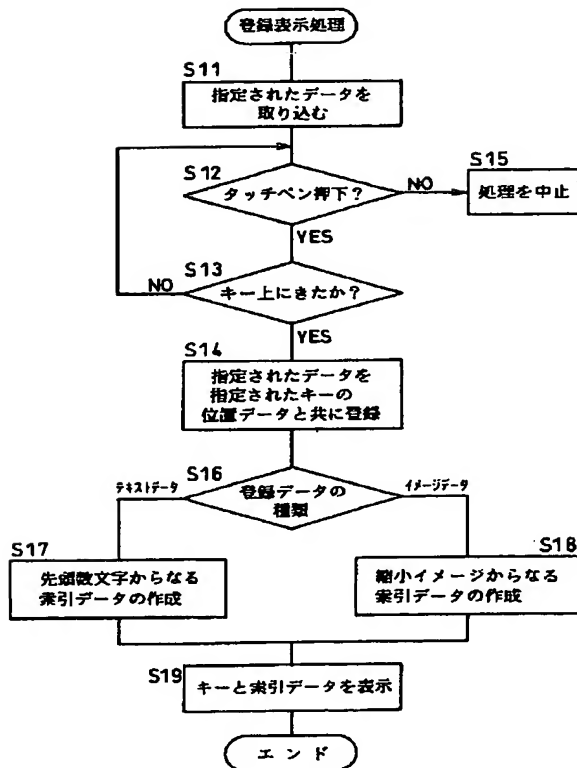 登録表示処理
S11
指定されたデータを
取り込む
S12
タッチペン押下？
NO
S15
処理を中止
YES
S13
キー上にきたか？
NO
YES
S14
指定されたデータを
指定されたキーの
位置データと共に登録
S16
登録データの
種類
テキストデータ
イメージデータ
S17
先頭数文字からなる
索引データの作成
S18
縮小イメージからなる
索引データの作成
S19
キーと索引データを表示
エンド